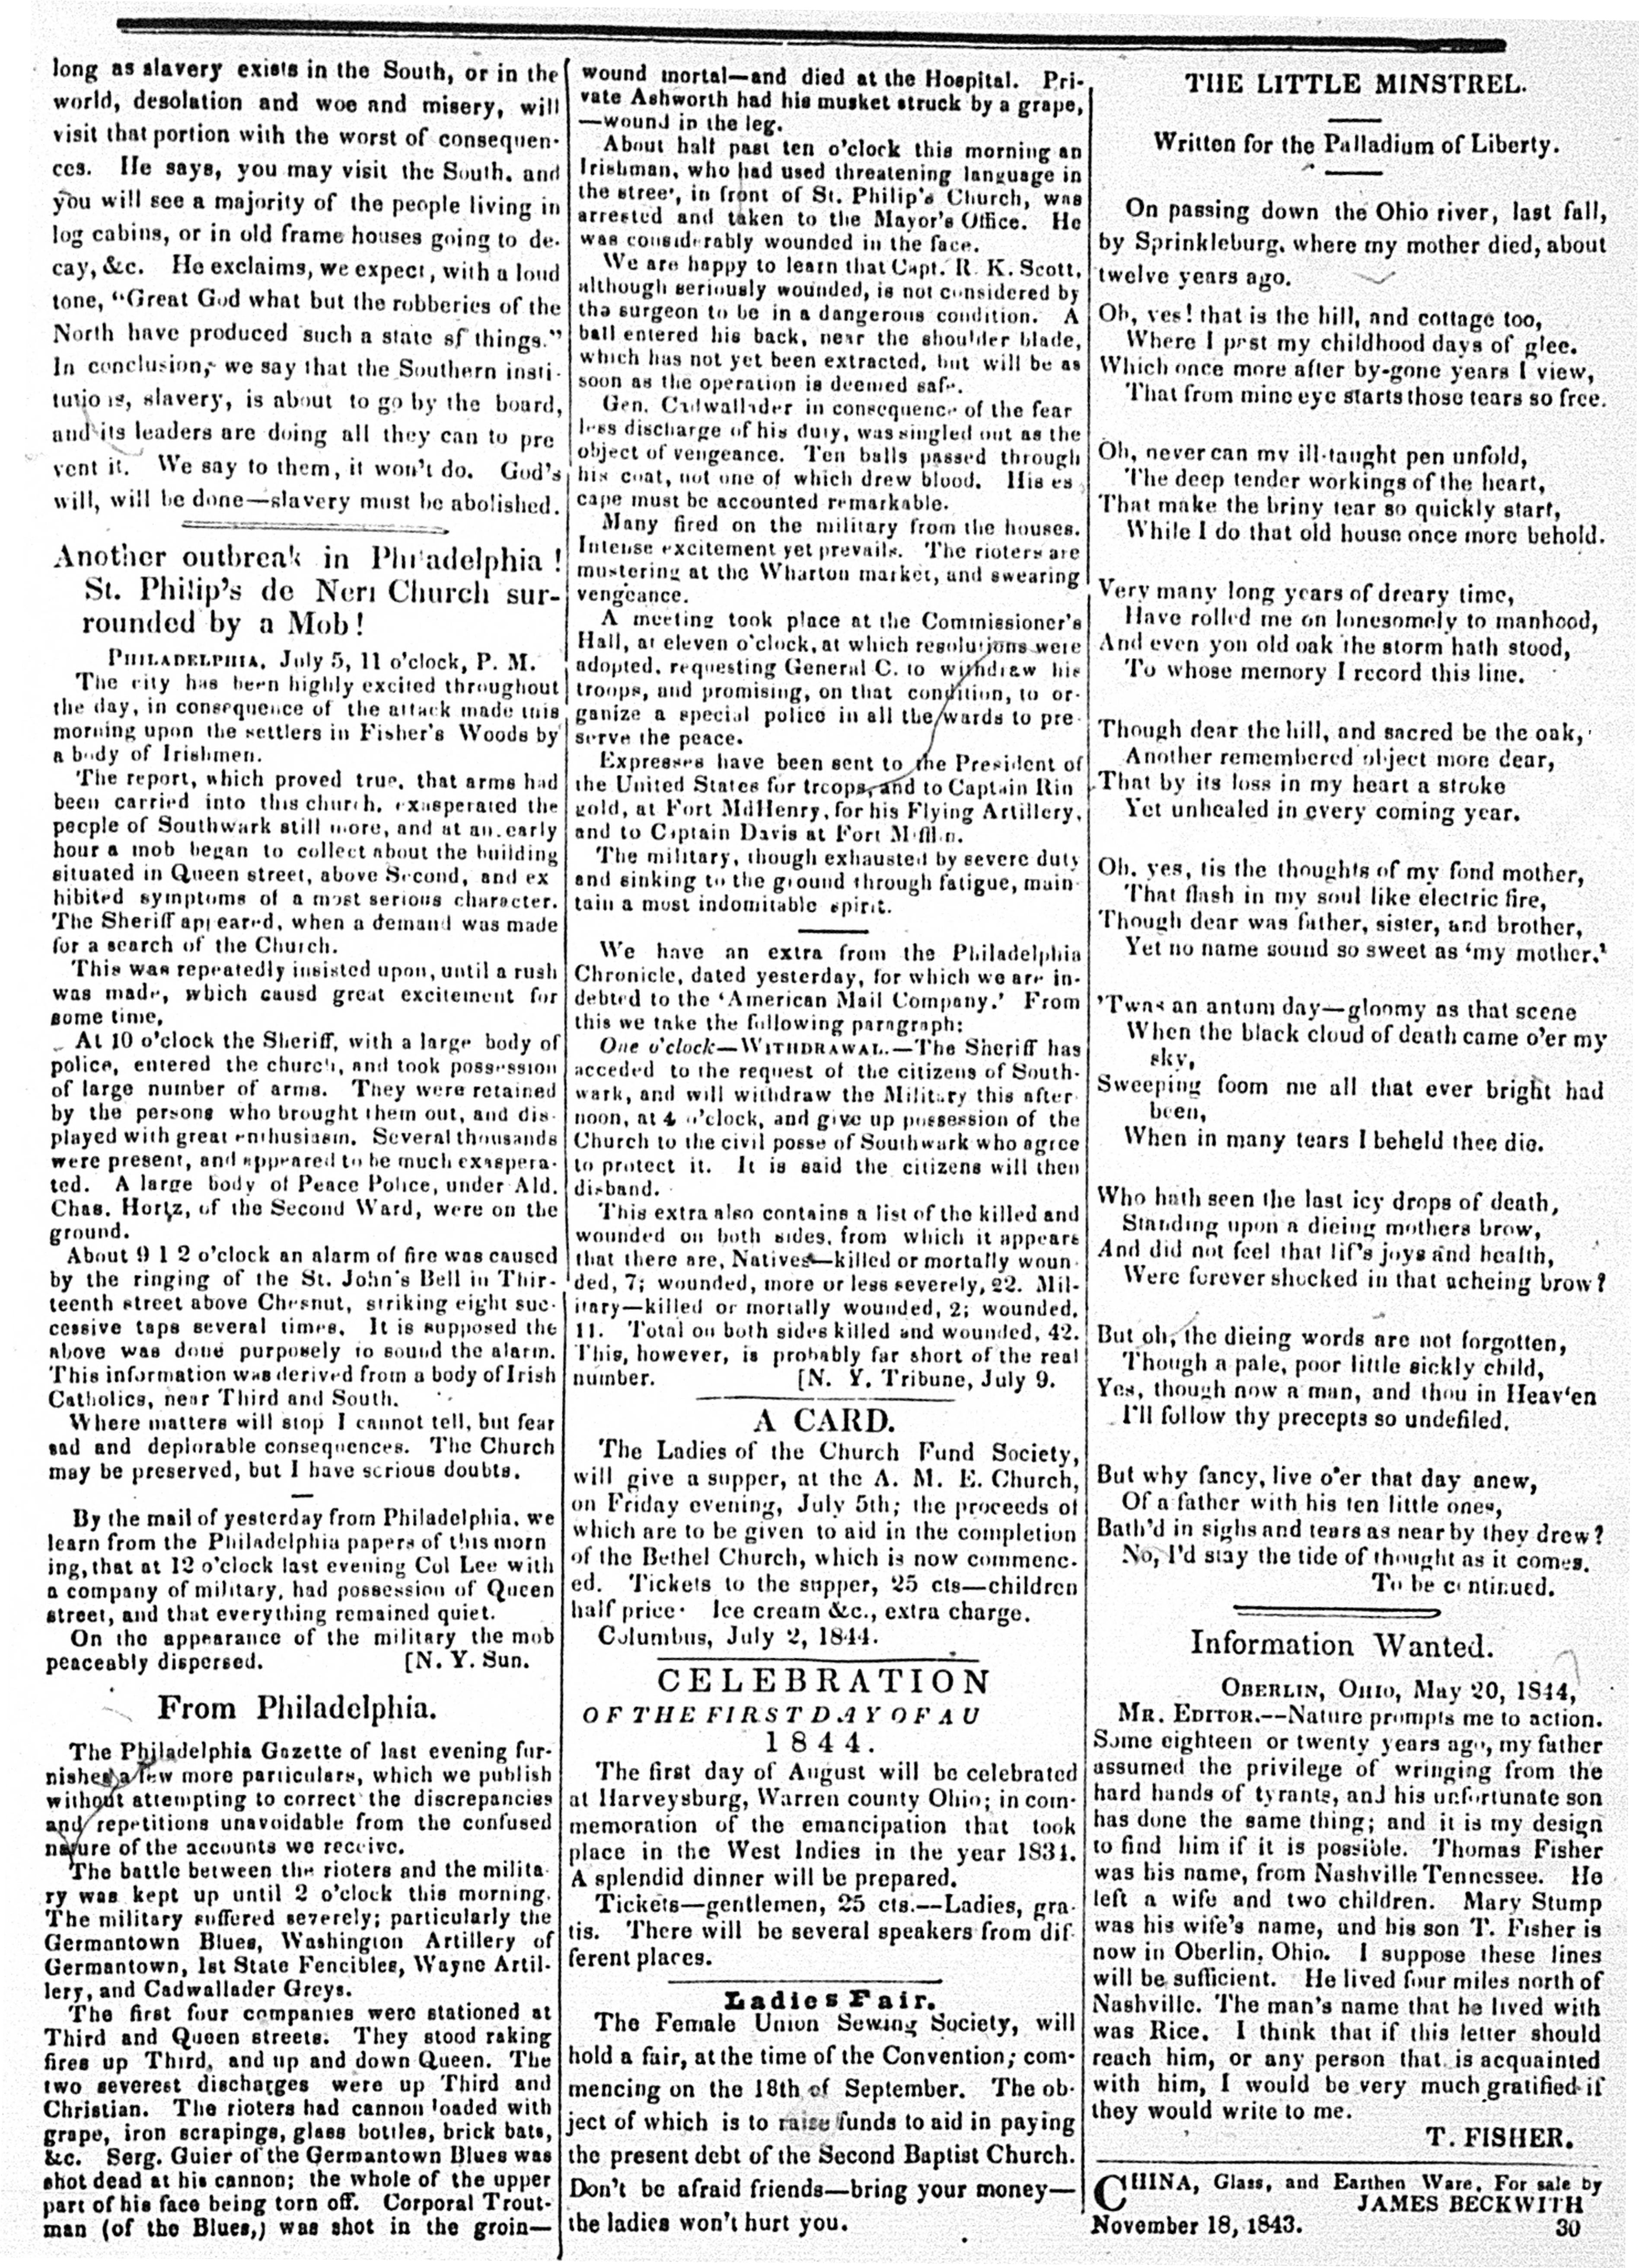 long as slavery exists in the South, or in the
world, desolation and woe and misery, will
visit that portion with the worst of consequen-
ces. He says, you may visit the South, and
you will see a majority of the people living in
log cabins, or in old frame houses going to de-
cay, &c. He exclaims, we expect, with a loud
tone, "Great God what but the robberies of the
North have produced such a state sf things."
In conclusion, we say that the Southern insti-
tutio is, slavery, is about to go by the board,
and its leaders are doing all they can to pre
vent it. We say to them, it won't do. God's
will, will be done—slavery must be abolished.
Another outbreak in Philadelphia!
St. Philip's de Neri Church sur-
rounded by a Mob!
PHILADELPHIA, July 5, 11 o'clock, P. M.
The city has been highly excited throughout
the day, in consequence of the attack made this
morning upon the settlers in Fisher's Woods by
a body of Irishmen.
The report, which proved true, that arms had
been carried into this church, exasperated the
people of Southwark still more, and at an early
hour a mob began to collect about the building
situated in Queen street, above Second, and ex
hibited symptoms of a most serious character.
The Sheriff appeared, when a demand was made
for a search of the Church.
This was repeatedly insisted upon, until a rush
was made, which causd great excitement for
some time,
At 10 o'clock the Sheriff, with a large body of
police, entered the church, and took possession
of large number of arms. They were retained
by the persons who brought them out, and dis-
played with great enthusiasm. Several thousands
were present, and appeared to be much exaspera-
ted. A large body of Peace Police, under Ald.
Chas. Hortz, of the Second Ward, were on the
ground.
About 9 1 2 o'clock an alarm of fire was caused
by the ringing of the St. John's Bell in Thir-
teenth street above Chesnut, striking eight suc-
cessive taps several times. It is supposed the
above was done purposely to sound the alarm.
This information was derived from a body of Irish
Catholics, near Third and South.
Where matters will stop I cannot tell, but fear
sad and deplorable consequences. The Church
may be preserved, but I have serious doubts.
By the mail of yesterday from Philadelphia, we
learn from the Philadelphia papers of this morn
ing, that at 12 o'clock last evening Col Lee with
a company of military, had possession of Queen
street, and that everything remained quiet.
On the appearance of the military the mob
peaceably dispersed. [N. Y. Sun.
From Philadelphia.
The Philadelphia Gazette of last evening fur-
nishes a few more particulars, which we publish
without attempting to correct the discrepancies
and repetitions unavoidable from the confused
nature of the accounts we receive.
The battle between the rioters and the milita-
ry was kept up until 2 o'clock this morning.
The military suffered severely; particularly the
Germantown Blues, Washington Artillery of
Germantown, 1st State Fencibles, Wayne Artil-
lery, and Cadwallader Greys.
The first four companies were stationed at
Third and Queen streets. They stood raking
fires up Third, and up and down Queen. The
two severest discharges were up Third and
Christian. The rioters had cannon loaded with
grape, iron scrapings, glass bottles, brick bats,
&c. Serg. Guier of the Germantown Blues was
shot dead at his cannon; the whole of the upper
part of his face being torn off. Corporal Trout-
man (of the Blues,) was shot in the groin—
wound mortal—and died at the Hospital. Pri-
vate Ashworth had his musket struck by a grape,
—wound in the leg.
About half past ten o'clock this morning an
Irishman, who had used threatening language in
the stree', in front of St. Philip's Church, was
arrested and taken to the Mayor's Office. He
was considerably wounded in the face.
We are happy to learn that Capt. R. K. Scott,
although seriously wounded, is not considered by
tha surgeon to be in a dangerous condition. A
ball entered his back, near the shoulder blade,
which has not yet been extracted, but will be as
soon as the operation is deemed safe.
Gen. Cadwallader in consequence of the fear
less discharge of his duty, was singled out as the
object of vengeance. Ten balls passed through
his coat, not one of which drew blood. His es
cape must be accounted remarkable.
Many fired on the military from the houses.
Intense excitement yet prevails. The rioters are
mustering at the Wharton market, and swearing
vengeance.
A meeting took place at the Commissioner's
Hall, at eleven o'clock, at which resolutions were
adopted, requesting General C. to withdraw his
troops, and promising, on that condition, to or-
ganize a special police in all the wards to pre-
serve the peace.
Expresses have been sent to the President of
the United States for troops, and to Captain Rin
gold, at Fort MdHenry, for his Flying Artillery,
and to Captain Davis at Fort Mifflin.
The military, though exhausted by severe duty
and sinking to the ground through fatigue, main-
tain a most indomitable spirit.
We have an extra from the Philadelphia
Chronicle, dated yesterday, for which we are in-
debted to the 'American Mail Company.' From
this we take the following paragraph:
One o'clock—WITHDRAWAL.—The Sheriff has
acceded to the request of the citizens of South-
wark, and will withdraw the Military this after-
noon, at 4 o'clock, and give up possession of the
Church to the civil posse of Southwark who agree
to protect it. It is said the citizens will then
disband.
This extra also contains a list of the killed and
wounded on both sides, from which it appears
that there are, Natives—killed or mortally woun-
ded, 7; wounded, more or less severely, 22. Mil-
itary—killed or mortally wounded, 2; wounded,
11. Total on both sides killed and wounded, 42.
This, however, is probably far short of the real
number. [N. Y. Tribune, July 9.
A CARD.
The Ladies of the Church Fund Society,
will give a supper, at the A. M. E. Church,
on Friday evening, July 5th; the proceeds of
which are to be given to aid in the completion
of the Bethel Church, which is now commenc-
ed. Tickets to the supper, 25 cts—children
half price. Ice cream &c., extra charge.
Columbus, July 2, 1844.
CELEBRATION
OF THE FIRST DAY OF AU
1844.
The first day of August will be celebrated
at Harveysburg, Warren county Ohio; in com-
memoration of the emancipation that took
place in the West Indies in the year 1834.
A splendid dinner will be prepared.
Tickets—gentlemen, 25 cts.—Ladies, gra-
tis. There will be several speakers from dif-
ferent places.
Ladies Fair.
The Female Union Sewing Society, will
hold a fair, at the time of the Convention; com-
mencing on the 18th of September. The ob-
ject of which is to raise funds to aid in paying
the present debt of the Second Baptist Church.
Don't be afraid friends—bring your money—
the ladies won't hurt you.
THE LITTLE MINSTREL.
Written for the Palladium of Liberty.
On passing down the Ohio river, last fall,
by Sprinkleburg, where my mother died, about
twelve years ago.
Oh, yes! that is the hill, and cottage too,
Where I past my childhood days of glee.
Which once more after by-gone years I view,
That from mine eye starts those tears so free.
Oh, never can my ill-taught pen unfold,
The deep tender workings of the heart,
That make the briny tear so quickly start,
While I do that old house once more behold.
Very many long years of dreary time,
Have rolled me on lonesomely to manhood,
And even yon old oak the storm hath stood,
To whose memory I record this line.
Though dear the hill, and sacred be the oak,
Another remembered object more dear,
That by its loss in my heart a stroke
Yet unhealed in every coming year.
Oh, yes, tis the thoughts of my fond mother,
That flash in my soul like electric fire,
Though dear was father, sister, and brother,
Yet no name sound so sweet as 'my mother.'
'Twas an antum day—gloomy as that scene
When the black cloud of death came o'er my
sky,
Sweeping foom me all that ever bright had
been,
When in many tears I beheld thee die.
Who hath seen the last icy drops of death,
Standing upon a dieing mothers brow,
And did not feel that lif's joys and health,
Were forever shocked in that acheing brow?
But oh, the dieing words are not forgotten,
Though a pale, poor little sickly child,
Yes, though now a man, and thou in Heav'en
I'll follow thy precepts so undefiled.
But why fancy, live o'er that day anew,
Of a father with his ten little ones,
Bath'd in sighs and tears as near by they drew?
No, I'd stay the tide of thought as it comes.
To be continued.
Information Wanted.
OBERLIN, OHIO, May 20, 1844,
MR. EDITOR.--Nature prompts me to action.
Some eighteen or twenty years ago, my father
assumed the privilege of wringing from the
hard hands of tyrants, and his unfortunate son
has done the same thing; and it is my design
to find him if it is possible. Thomas Fisher
was his name, from Nashville Tennessee. He
left a wife and two children. Mary Stump
was his wife's name, and his son T. Fisher is
now in Oberlin, Ohio. I suppose these lines
will be sufficient. He lived four miles north of
Nashville. The man's name that he lived with
was Rice. I think that if this letter should
reach him, or any person that is acquainted
with him, I would be very much gratified if
they would write to me.
T. FISHER.
CHINA, Glass, and Earthen Ware. For sale by
JAMES BECKWITH
November 18, 1843. 30